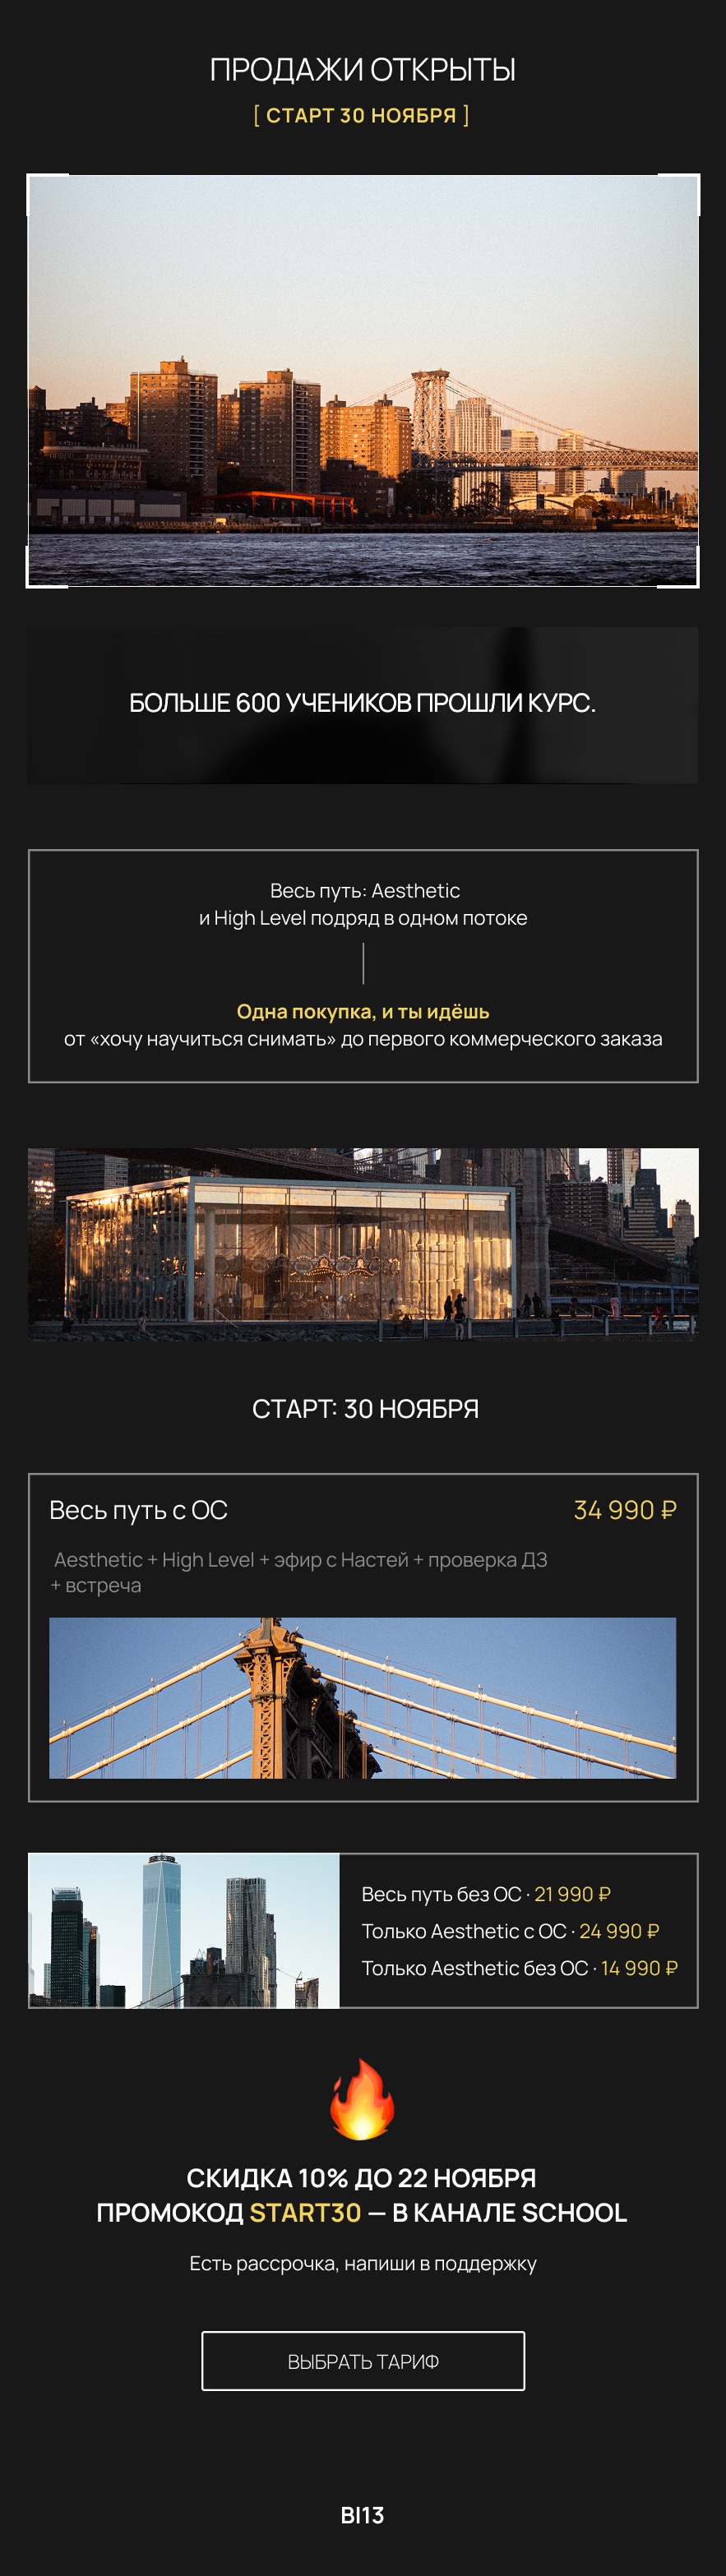 ПРОДАЖИ ОТКРЫТЫ
[ СТАРТ 30 НОЯБРЯ ]
БОЛЬШЕ 600 УЧЕНИКОВ ПРОШЛИ КУРС.
Весь путь: Aesthetic
и High Level подряд в одном потоке
Одна покупка, и ты идёшь
от «хочу научиться снимать» до первого коммерческого заказа
СТАРТ: 30 НОЯБРЯ
Весь путь с ОС 34 990 ₽
Aesthetic + High Level + эфир с Настей + проверка ДЗ
+ встреча
Весь путь без ОС · 21 990 ₽
Только Aesthetic с ОС · 24 990 ₽
Только Aesthetic без ОС · 14 990 ₽
СКИДКА 10% ДО 22 НОЯБРЯ
ПРОМОКОД START30 — В КАНАЛЕ SCHOOL
Есть рассрочка, напиши в поддержку
ВЫБРАТЬ ТАРИФ
BI13